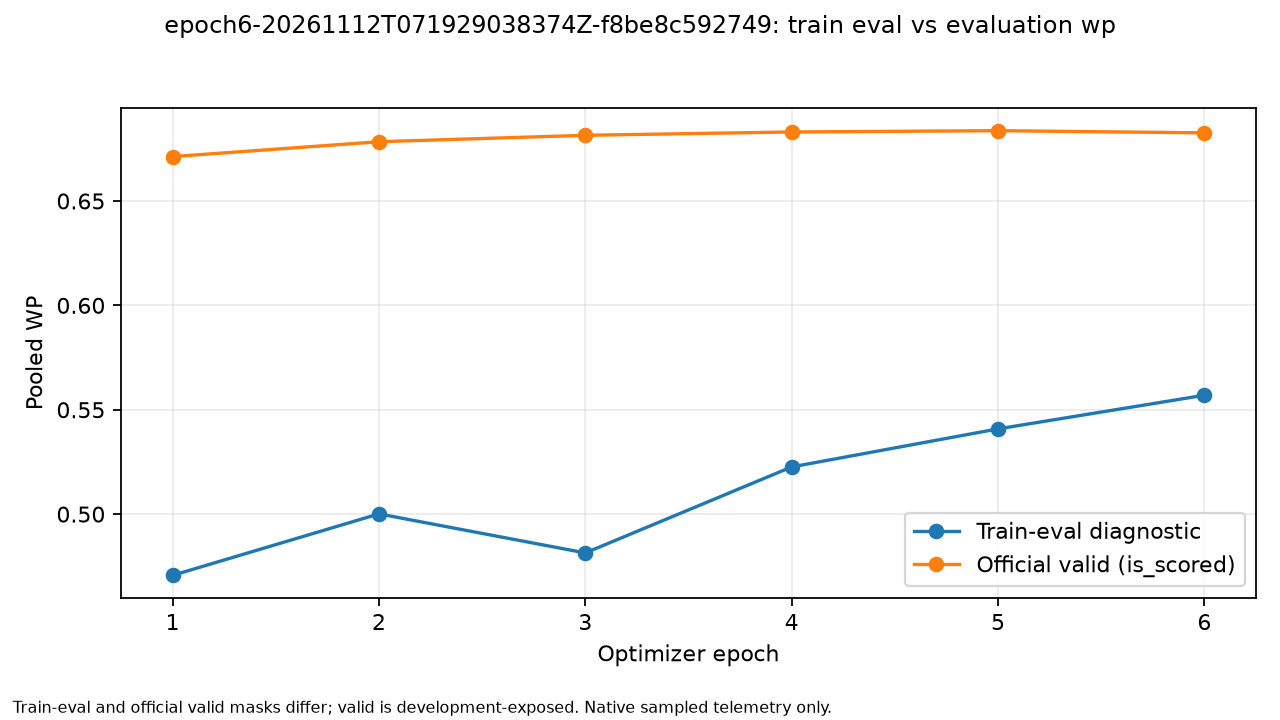 epoch6-20261112T071929038374Z-f8be8c592749: train eval vs evaluation wp
0.65
0.60
0.55
0.50
Pooled WP
Train-eval diagnostic
Official valid (is_scored)
1 2 3 4 5 6
Optimizer epoch
Train-eval and official valid masks differ; valid is development-exposed. Native sampled telemetry only.